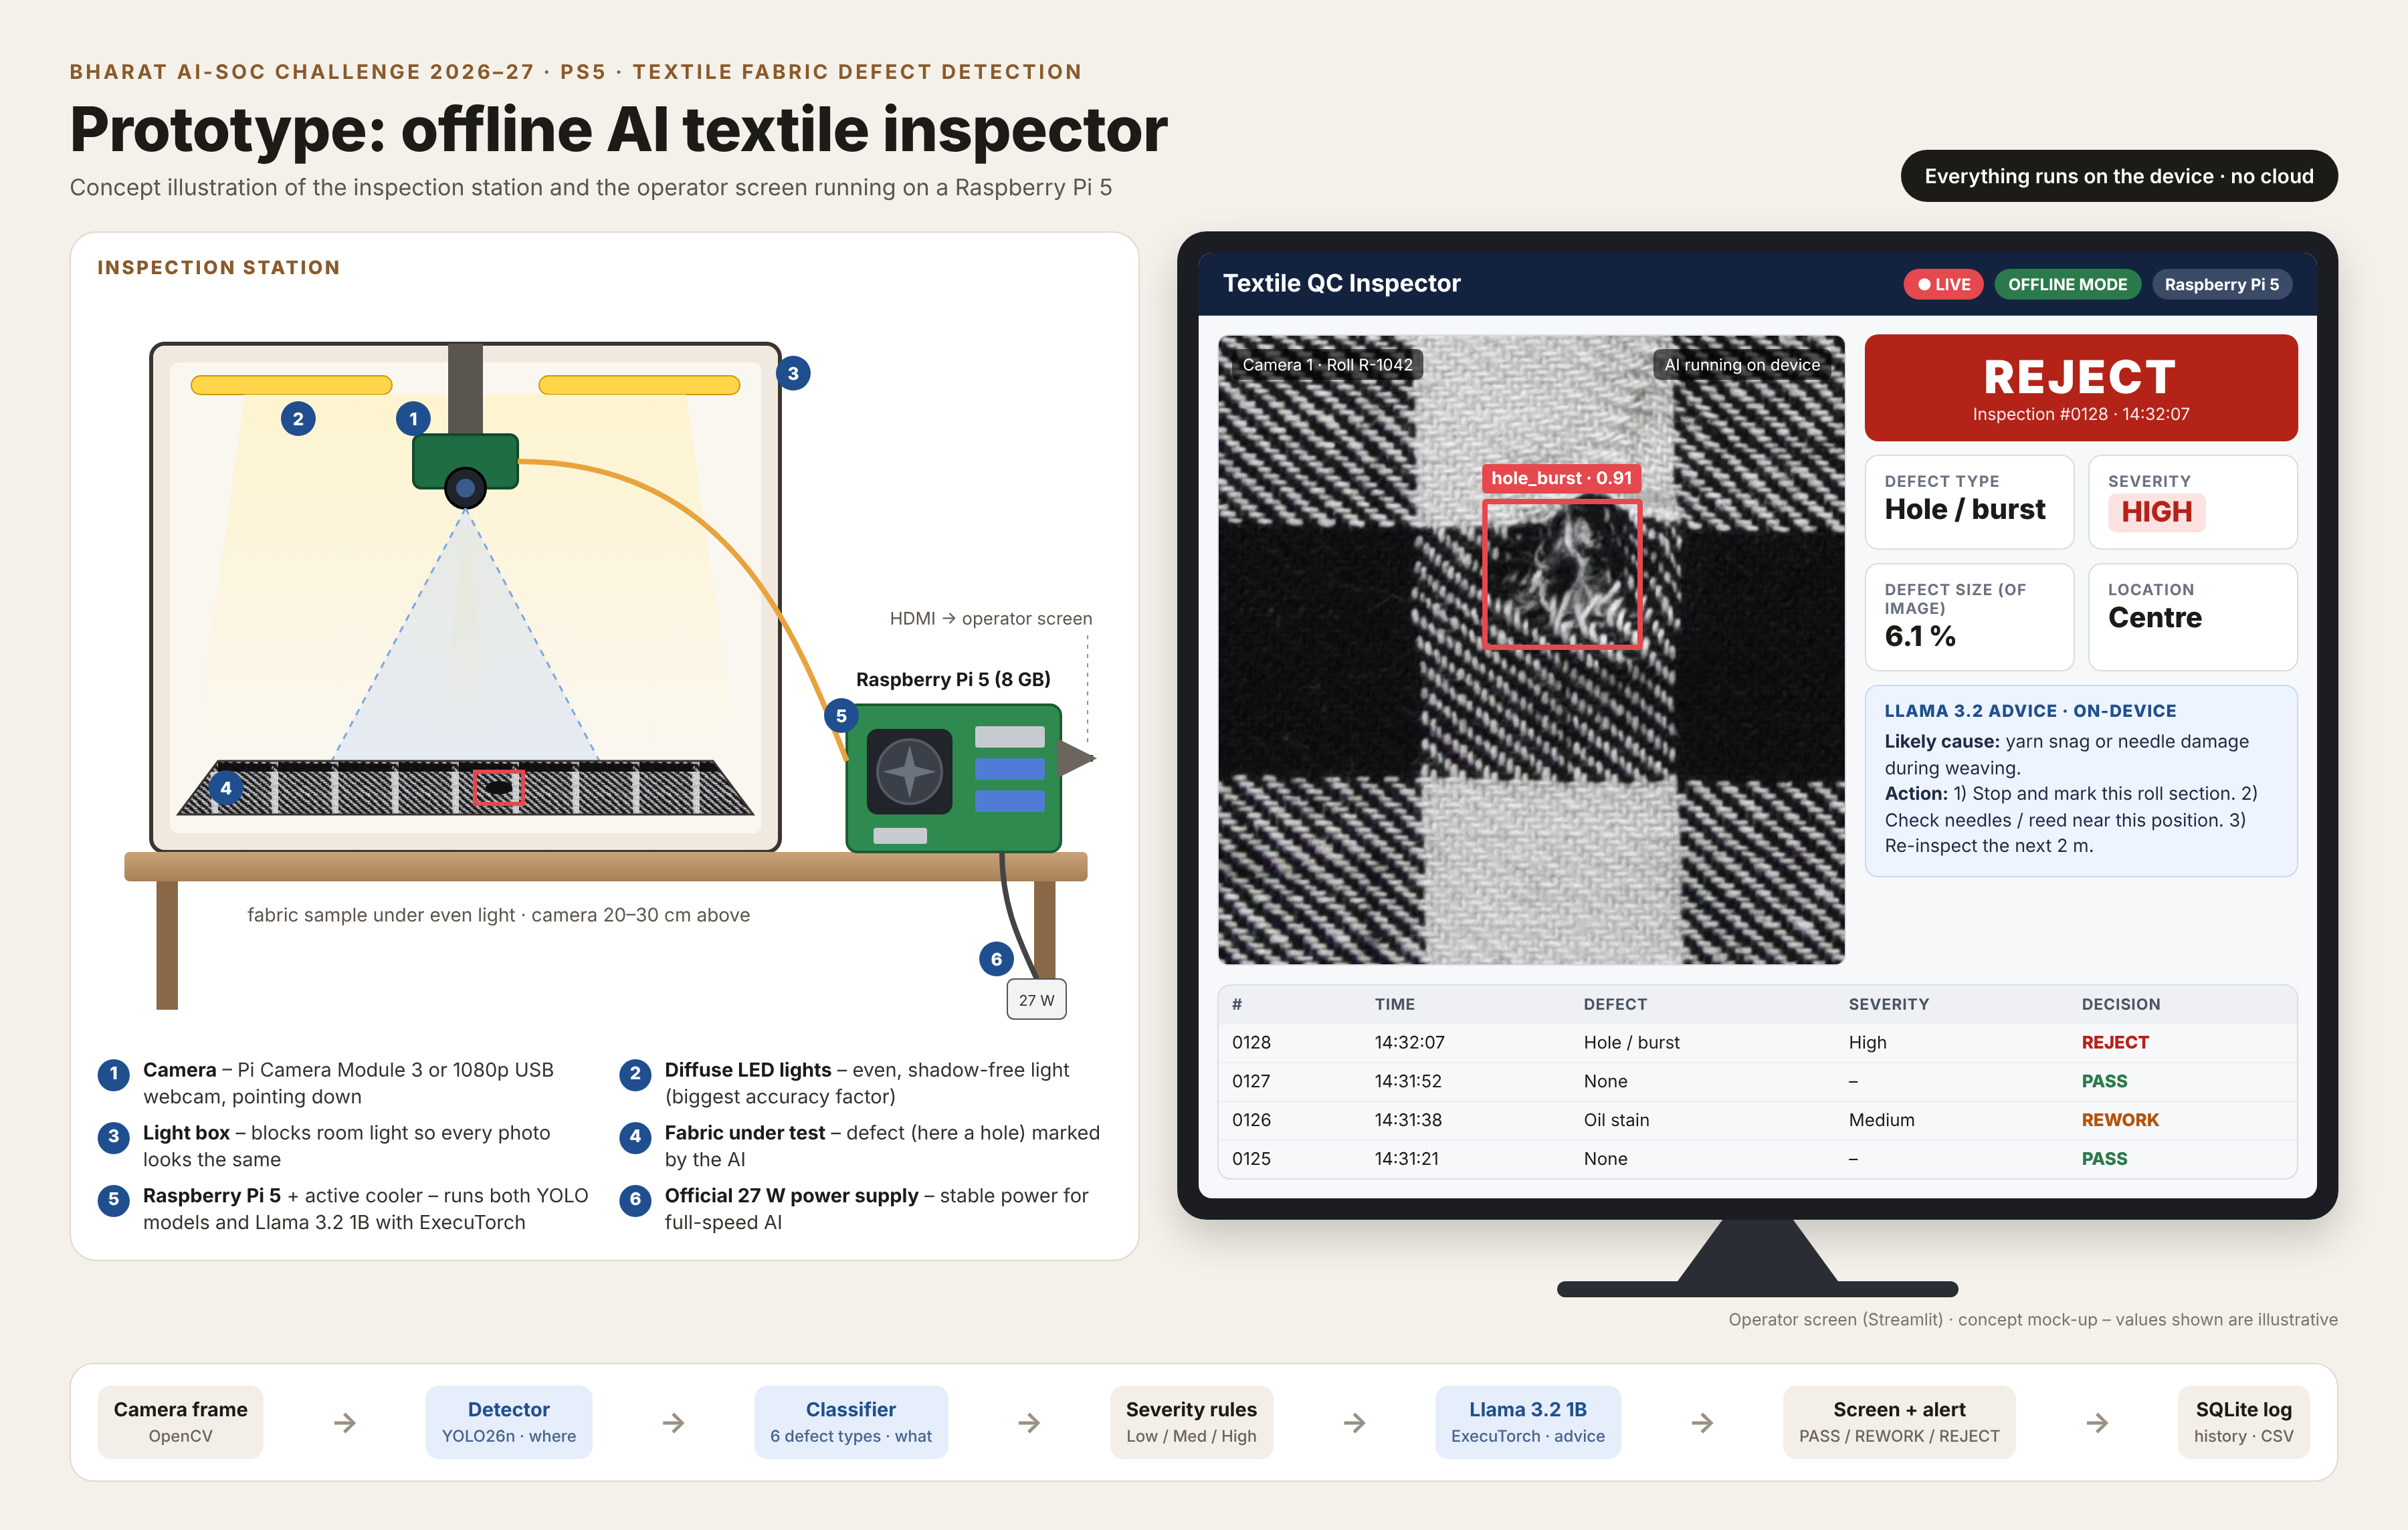 BHARAT AI-SOC CHALLENGE 2026–27 · PS5 · TEXTILE FABRIC DEFECT DETECTION
Prototype: offline AI textile inspector
Concept illustration of the inspection station and the operator screen running on a Raspberry Pi 5
Everything runs on the device · no cloud
INSPECTION STATION
3
2
1
HDMI → operator screen
Raspberry Pi 5 (8 GB)
5
4
fabric sample under even light · camera 20–30 cm above
6
27 W
1 Camera – Pi Camera Module 3 or 1080p USB
webcam, pointing down
2 Diffuse LED lights – even, shadow-free light
(biggest accuracy factor)
3 Light box – blocks room light so every photo
looks the same
4 Fabric under test – defect (here a hole) marked
by the AI
5 Raspberry Pi 5 + active cooler – runs both YOLO
models and Llama 3.2 1B with ExecuTorch
6 Official 27 W power supply – stable power for
full-speed AI
Textile QC Inspector
LIVE
OFFLINE MODE
Raspberry Pi 5
Camera 1 · Roll R-1042
AI running on device
hole_burst · 0.91
REJECT
Inspection #0128 · 14:32:07
DEFECT TYPE
Hole / burst
SEVERITY
HIGH
DEFECT SIZE (OF
IMAGE)
6.1 %
LOCATION
Centre
LLAMA 3.2 ADVICE · ON-DEVICE
Likely cause: yarn snag or needle damage
during weaving.
Action: 1) Stop and mark this roll section. 2)
Check needles / reed near this position. 3)
Re-inspect the next 2 m.
# TIME DEFECT SEVERITY DECISION
0128 14:32:07 Hole / burst High REJECT
0127 14:31:52 None – PASS
0126 14:31:38 Oil stain Medium REWORK
0125 14:31:21 None – PASS
Operator screen (Streamlit) · concept mock-up – values shown are illustrative
Camera frame
OpenCV
→
Detector
YOLO26n · where
→
Classifier
6 defect types · what
→
Severity rules
Low / Med / High
→
Llama 3.2 1B
ExecuTorch · advice
→
Screen + alert
PASS / REWORK / REJECT
→
SQLite log
history · CSV